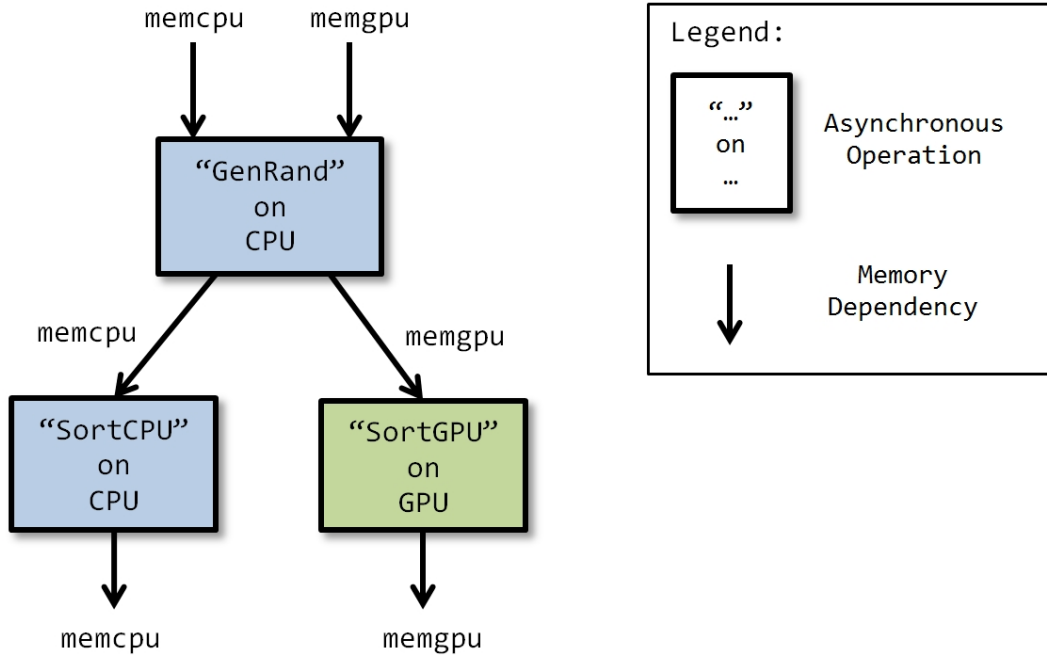 memcpu
memgpu
“GenRand”
on
CPU
memcpu
memgpu
“SortCPU”
on
CPU
“SortGPU”
on
GPU
memcpu
memgpu
Legend:
“…”
on
…
Asynchronous
Operation
Memory
Dependency